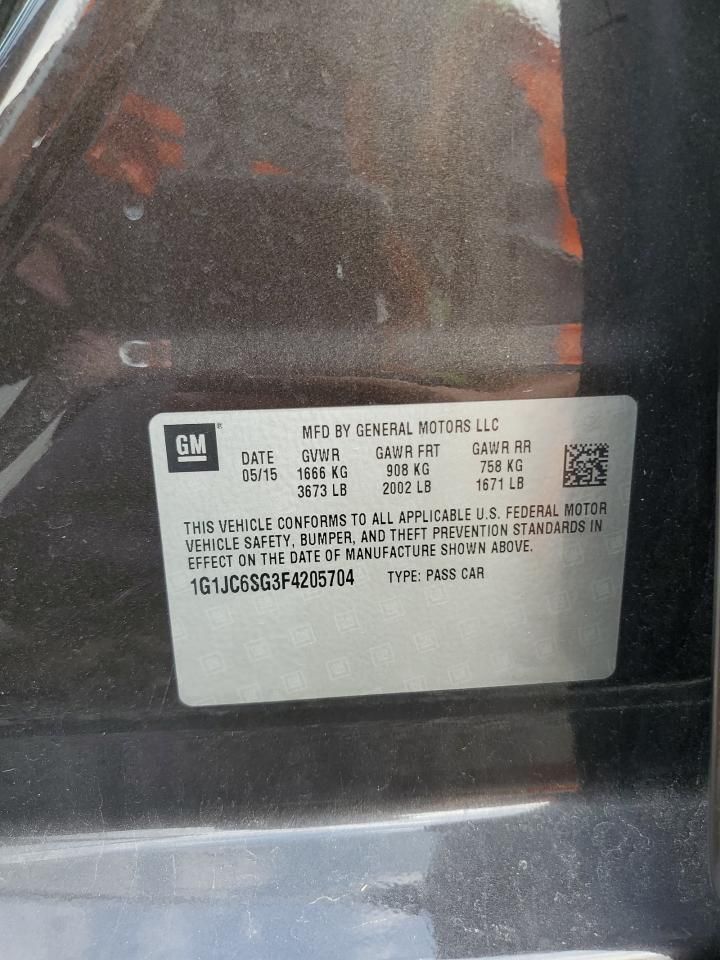 GM®
MFD BY GENERAL MOTORS LLC
DATE GVWR GAWR FRT GAWR RR
05/15 1666 KG 908 KG 758 KG
3673 LB 2002 LB 1671 LB
THIS VEHICLE CONFORMS TO ALL APPLICABLE U.S. FEDERAL MOTOR
VEHICLE SAFETY, BUMPER, AND THEFT PREVENTION STANDARDS IN
EFFECT ON THE DATE OF MANUFACTURE SHOWN ABOVE.
1G1JC6SG3F4205704 TYPE: PASS CAR